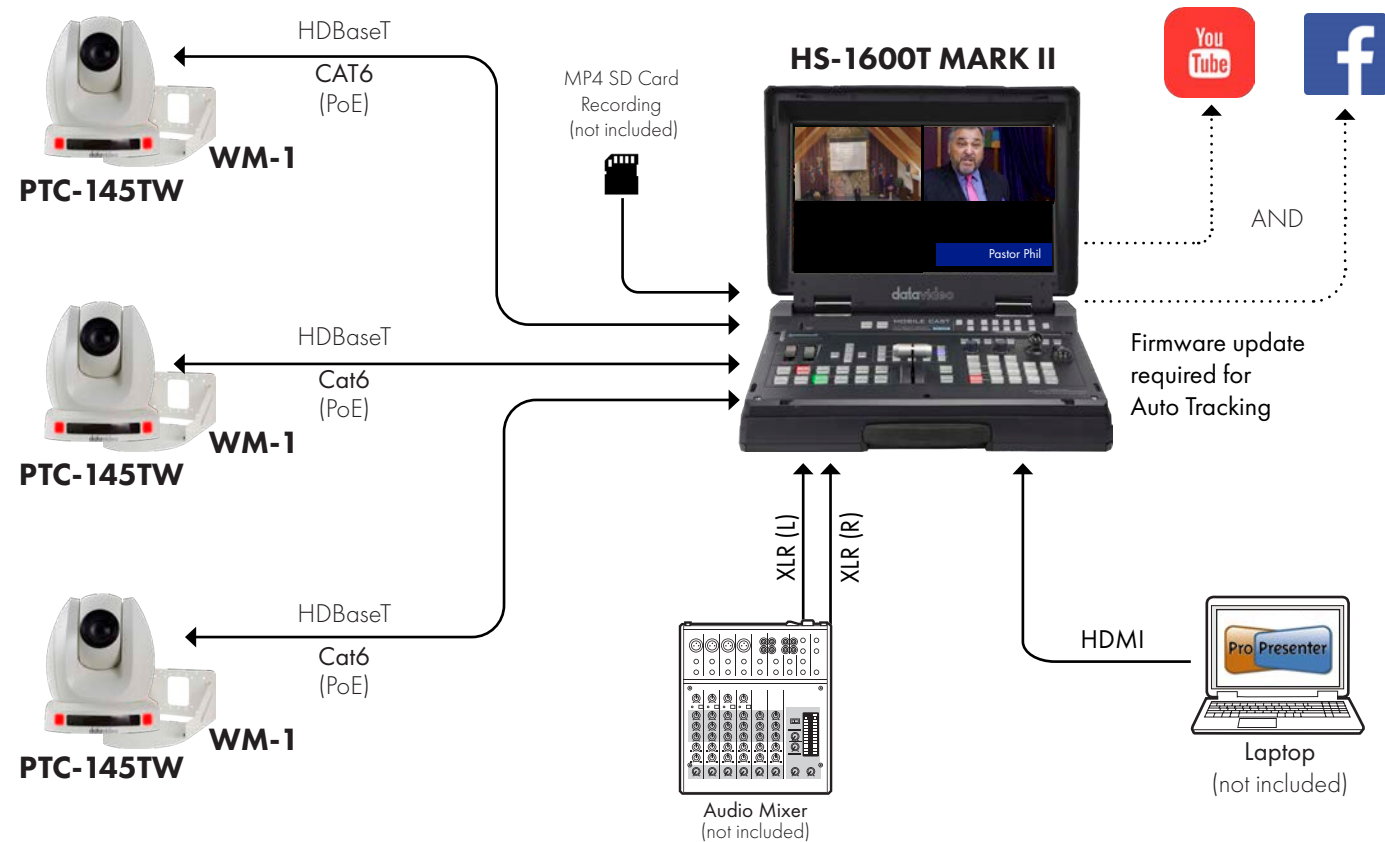 HDBaseT
CAT6
(PoE)
WM-1
PTC-145TW
MP4 SD Card
Recording
(not included)
HS-1600T MARK II
You
Tube
f
AND
Pastor Phil
datavideo
MOBILE CAST
HDBaseT
Cat6
(PoE)
WM-1
PTC-145TW
Firmware update
required for
Auto Tracking
HDBaseT
Cat6
(PoE)
WM-1
PTC-145TW
XLR (L)
XLR (R)
Audio Mixer
(not included)
HDMI
Pro Presenter
Laptop
(not included)